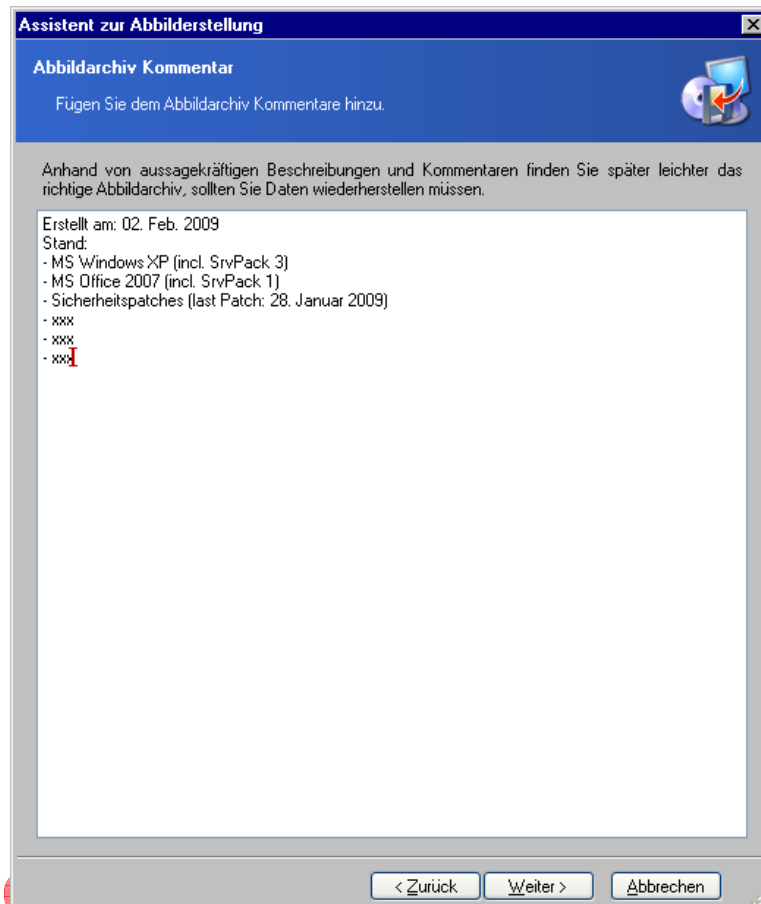 Assistent zur Abbilderstellung
Abbildarchiv Kommentar
Fügen Sie dem Abbildarchiv Kommentare hinzu.
Anhand von aussagekräftigen Beschreibungen und Kommentaren finden Sie später leichter das
richtige Abbildarchiv, sollten Sie Daten wiederherstellen müssen.
Erstellt am: 02. Feb. 2009
Stand:
- MS Windows XP (incl. SrvPack 3)
- MS Office 2007 (incl. SrvPack 1)
- Sicherheitspatches (last Patch: 28. Januar 2009)
- xxx
- xxx
- xxx
< Zurück Weiter > Abbrechen